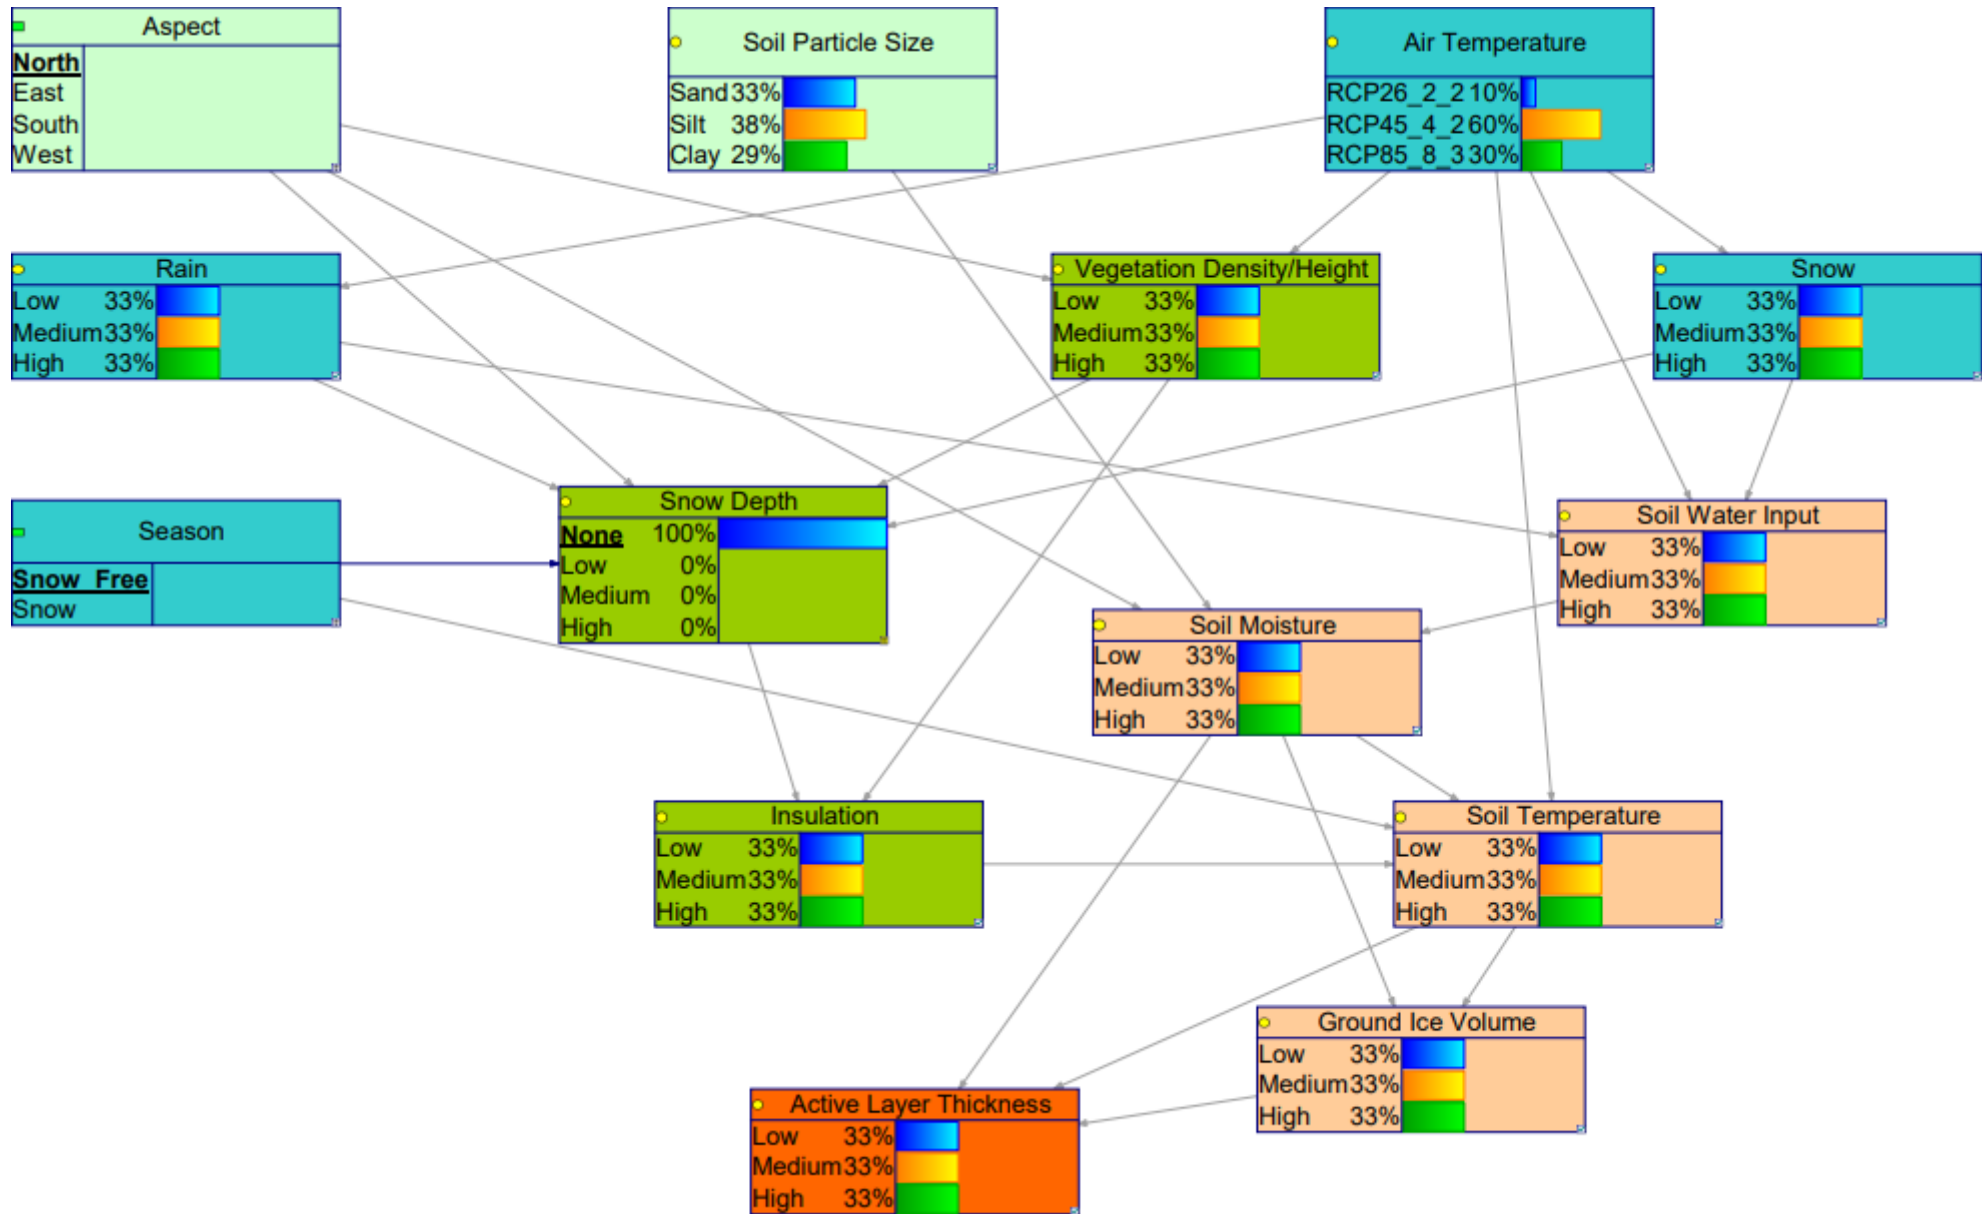 Aspect
North
East
South
West
Soil Particle Size
Sand 33%
Silt 38%
Clay 29%
Air Temperature
RCP26_2_2 10%
RCP45_4_2 60%
RCP85_8_3 30%
Rain
Low 33%
Medium 33%
High 33%
Vegetation Density/Height
Low 33%
Medium 33%
High 33%
Snow
Low 33%
Medium 33%
High 33%
Season
Snow_Free
Snow
Snow Depth
None 100%
Low 0%
Medium 0%
High 0%
Soil Water Input
Low 33%
Medium 33%
High 33%
Soil Moisture
Low 33%
Medium 33%
High 33%
Insulation
Low 33%
Medium 33%
High 33%
Soil Temperature
Low 33%
Medium 33%
High 33%
Ground Ice Volume
Low 33%
Medium 33%
High 33%
Active Layer Thickness
Low 33%
Medium 33%
High 33%